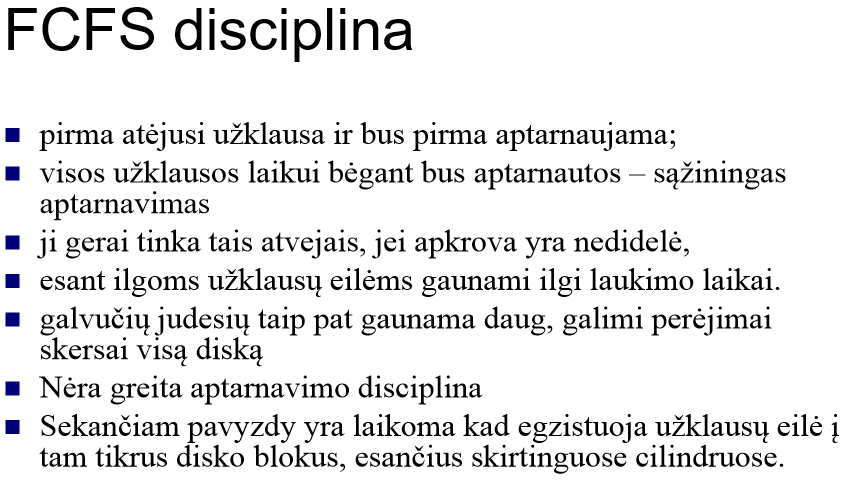 FCFS disciplina
pirma atėjusi užklausa ir bus pirma aptarnaujama;
visos užklausos laikui bėgant bus aptarnautos – sąžiningas
aptarnavimas
ji gerai tinka tais atvejais, jei apkrova yra nedidelė,
esant ilgoms užklausų eilėms gaunami ilgi laukimo laikai.
galvučių judesių taip pat gaunama daug, galimi perėjimai
skersai visą diską
Nėra greita aptarnavimo disciplina
Sekančiam pavyzdy yra laikoma kad egzistuoja užklausų eilė į
tam tikrus disko blokus, esančius skirtinguose cilindruose.